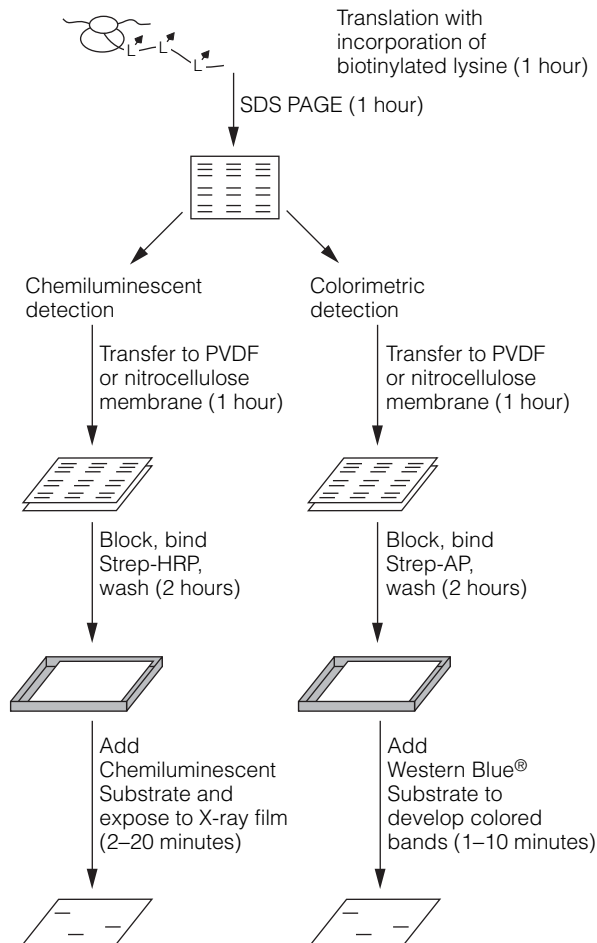 Translation with
incorporation of
biotinylated lysine (1 hour)
L
L
L
SDS PAGE (1 hour)
Chemiluminescent
detection
Colorimetric
detection
Transfer to PVDF
or nitrocellulose
membrane (1 hour)
Transfer to PVDF
or nitrocellulose
membrane (1 hour)
Block, bind
Strep-HRP,
wash (2 hours)
Block, bind
Strep-AP,
wash (2 hours)
Add
Chemiluminescent
Substrate and
expose to X-ray film
(2–20 minutes)
Add
Western Blue®
Substrate to
develop colored
bands (1–10 minutes)